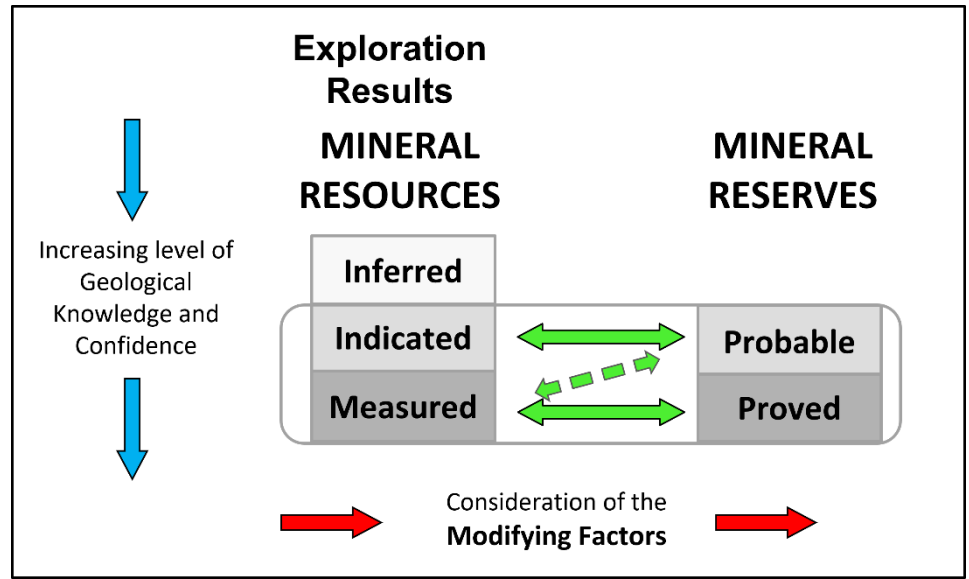 Exploration
Results
MINERAL
RESOURCES
MINERAL
RESERVES
Increasing level of
Geological
Knowledge and
Confidence
Inferred
Indicated
Measured
Probable
Proved
Consideration of the
Modifying Factors